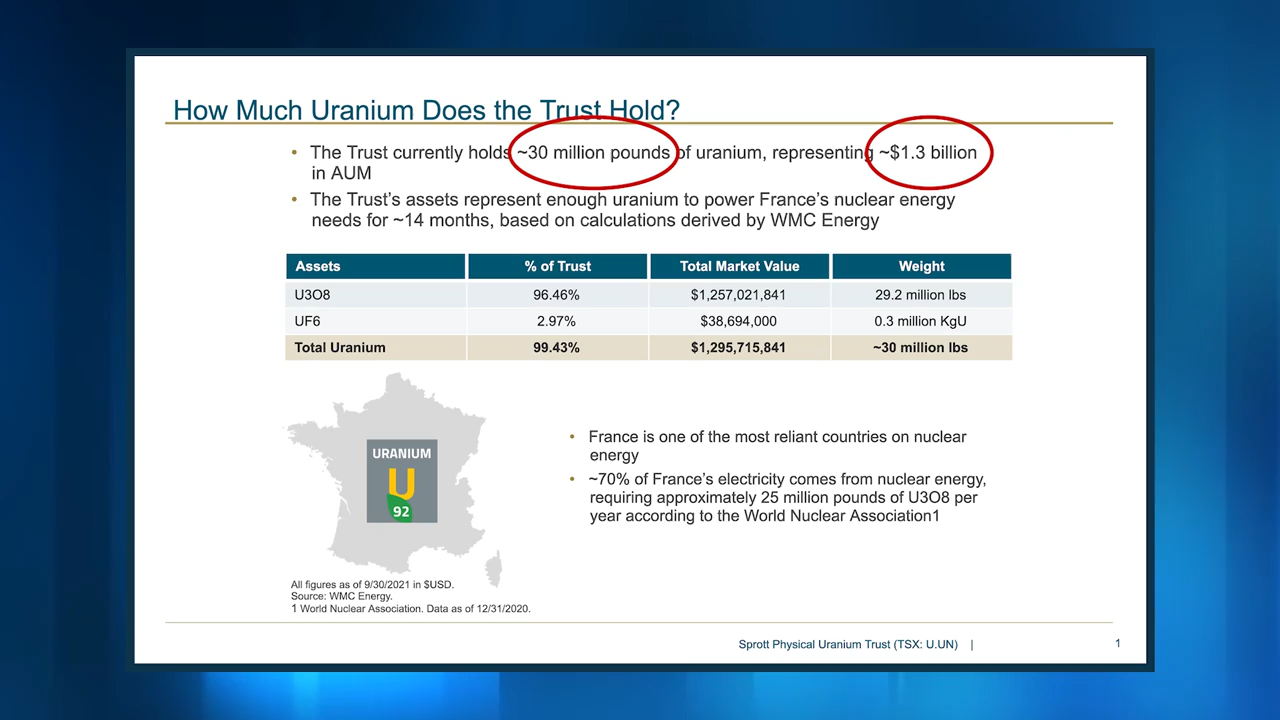 How Much Uranium Does the Trust Hold?
• The Trust currently holds ~30 million pounds of uranium, representing ~$1.3 billion
in AUM
• The Trust’s assets represent enough uranium to power France’s nuclear energy
needs for ~14 months, based on calculations derived by WMC Energy
Assets % of Trust Total Market Value Weight
U3O8 96.46% $1,257,021,841 29.2 million lbs
UF6 2.97% $38,694,000 0.3 million KgU
Total Uranium 99.43% $1,295,715,841 ~30 million lbs
URANIUM
U
92
• France is one of the most reliant countries on nuclear
energy
• ~70% of France’s electricity comes from nuclear energy,
requiring approximately 25 million pounds of U3O8 per
year according to the World Nuclear Association1
All figures as of 9/30/2021 in $USD.
Source: WMC Energy.
1 World Nuclear Association. Data as of 12/31/2020.
Sprott Physical Uranium Trust (TSX: U.UN) | 1